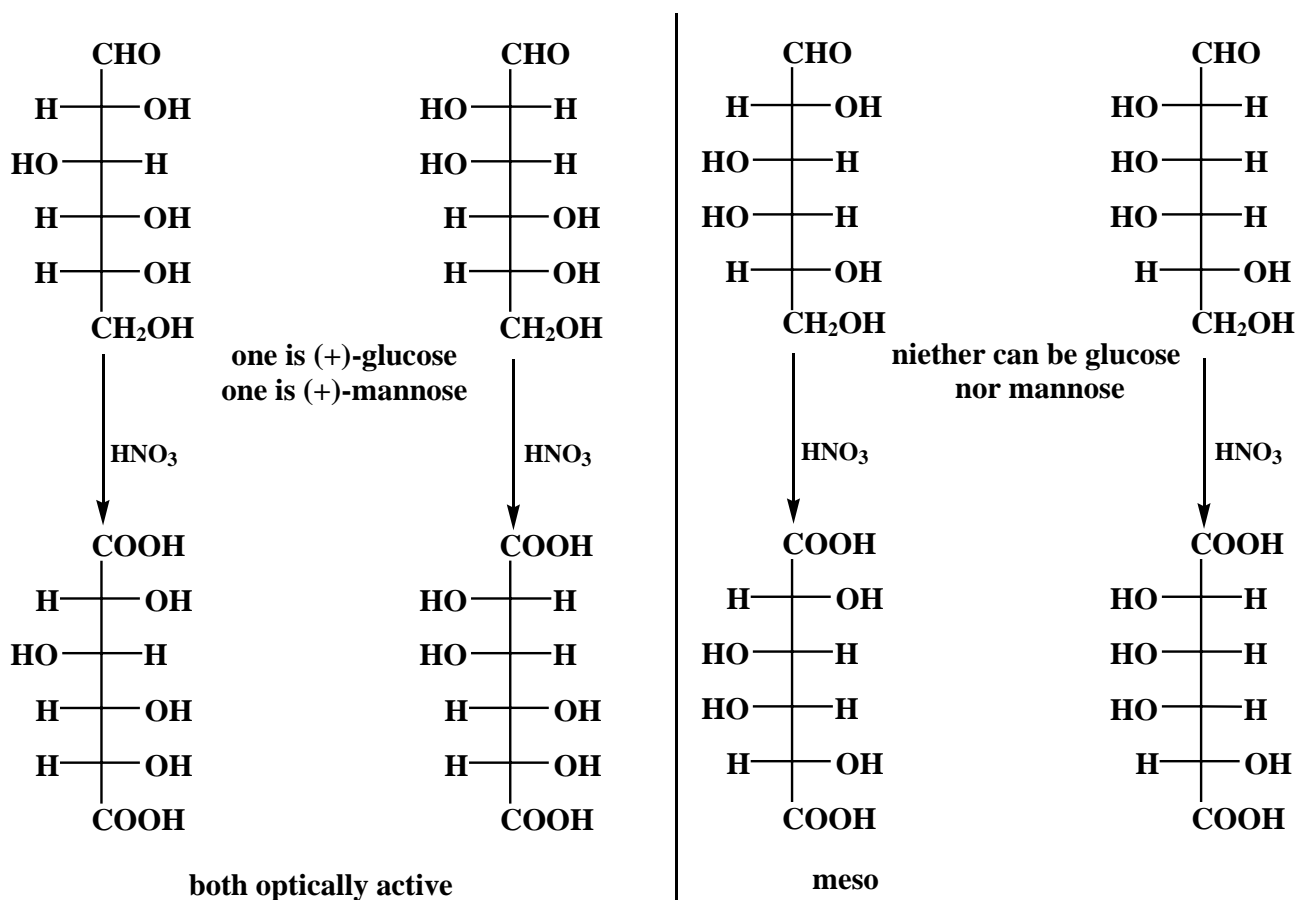 CHO CHO CHO CHO
H OH HO H H OH HO H
HO H HO H HO H HO H
H OH H OH HO H HO H
H OH H OH H OH H OH
CH₂OH CH₂OH CH₂OH CH₂OH
one is (+)-glucose niether can be glucose
one is (+)-mannose nor mannose
HNO₃ HNO₃ HNO₃ HNO₃
COOH COOH COOH COOH
H OH HO H H OH HO H
HO H HO H HO H HO H
H OH H OH HO H HO H
H OH H OH H OH H OH
COOH COOH COOH COOH
both optically active meso